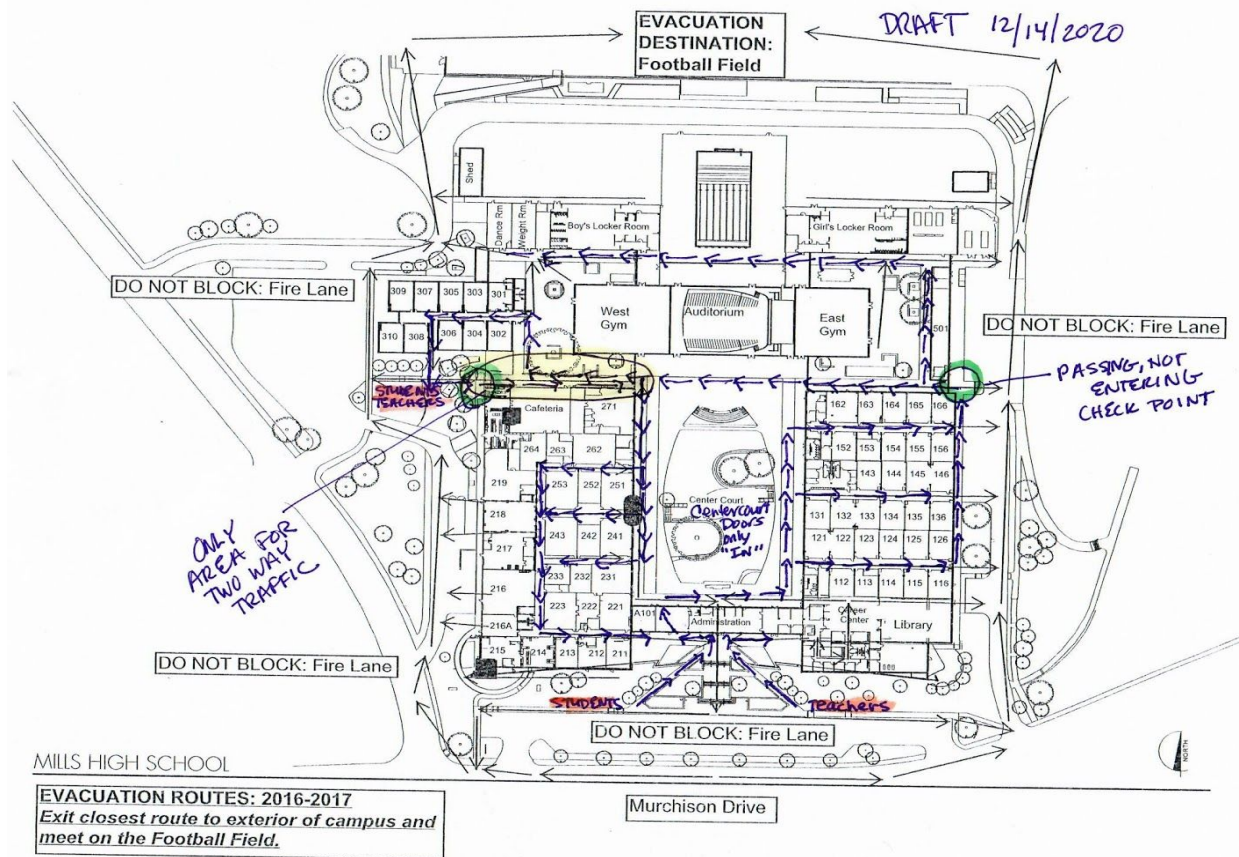 EVACUATION
DESTINATION:
Football Field
DRAFT 12/14/2020
Shed
Dance Rm
Weight Rm
Boy's Locker Room
Girl's Locker Room
DO NOT BLOCK: Fire Lane
309
307
305
303
301
310
308
306
304
302
West
Gym
Auditorium
East
Gym
501
DO NOT BLOCK: Fire Lane
PASSING, NOT
ENTERING
CHECK POINT
STUDENTS
TEACHERS
Cafeteria
271
162
163
164
165
166
264
263
262
152
153
154
155
156
219
253
252
251
143
144
145
146
218
Center Court
Centercourt
Doors
only
"IN"
131
132
133
134
135
136
217
243
242
241
121
122
123
124
125
126
ONLY
AREA FOR
TWO WAY
TRAFFIC
216
233
232
231
112
113
114
115
116
223
222
221
A101
Administration
Career
Center
Library
216A
215
214
213
212
211
DO NOT BLOCK: Fire Lane
STUDENTS
Teachers
DO NOT BLOCK: Fire Lane
NORTH
MILLS HIGH SCHOOL
EVACUATION ROUTES: 2016-2017
Exit closest route to exterior of campus and
meet on the Football Field.
Murchison Drive